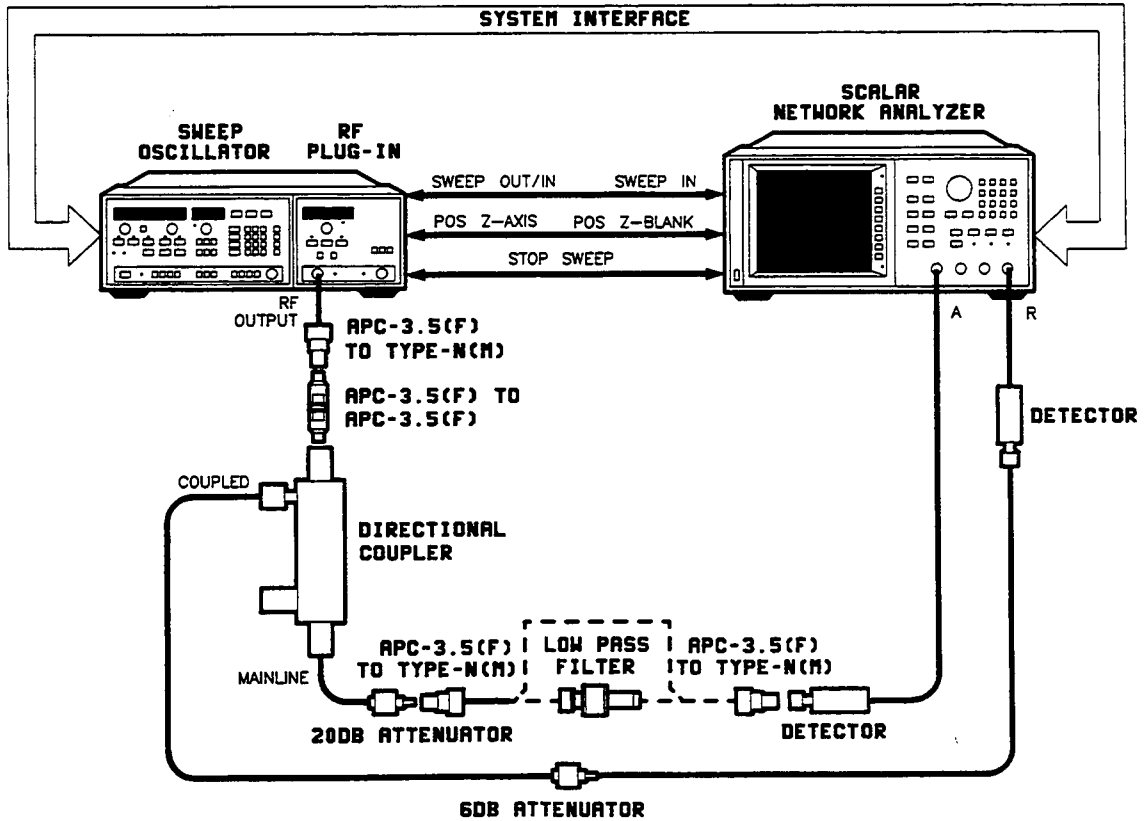 SYSTEM INTERFACE
SCALAR
NETWORK ANALYZER
SWEEP
OSCILLATOR
RF
PLUG-IN
SWEEP OUT/IN
SWEEP IN
POS Z-AXIS
POS Z-BLANK
STOP SWEEP
RF
OUTPUT
A
R
APC-3.5(F)
TO TYPE-N(M)
APC-3.5(F) TO
APC-3.5(F)
DETECTOR
COUPLED
DIRECTIONAL
COUPLER
MAINLINE
APC-3.5(F)
TO TYPE-N(M)
LOW PASS
FILTER
APC-3.5(F)
TO TYPE-N(M)
20DB ATTENUATOR
DETECTOR
6DB ATTENUATOR